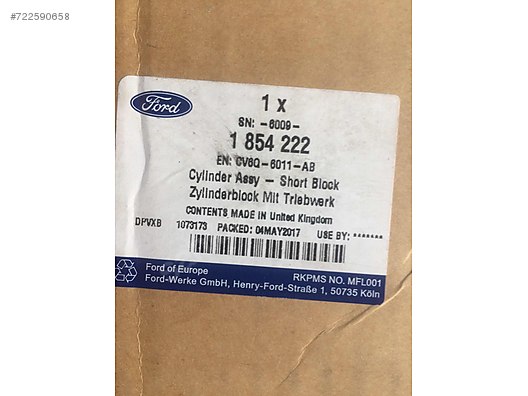 #722590658
Ford
1 x
SN: -6009-
1 854 222
EN: CV6Q-6011-AB
Cylinder Assy - Short Block
Zylinderblock Mit Triebwerk
CONTENTS MADE IN United Kingdom
DPVXB 1073173 PACKED: 04MAY2017 USE BY: *******
Ford of Europe RKPMS NO. MFL001
Ford-Werke GmbH, Henry-Ford-Straße 1, 50735 Köln